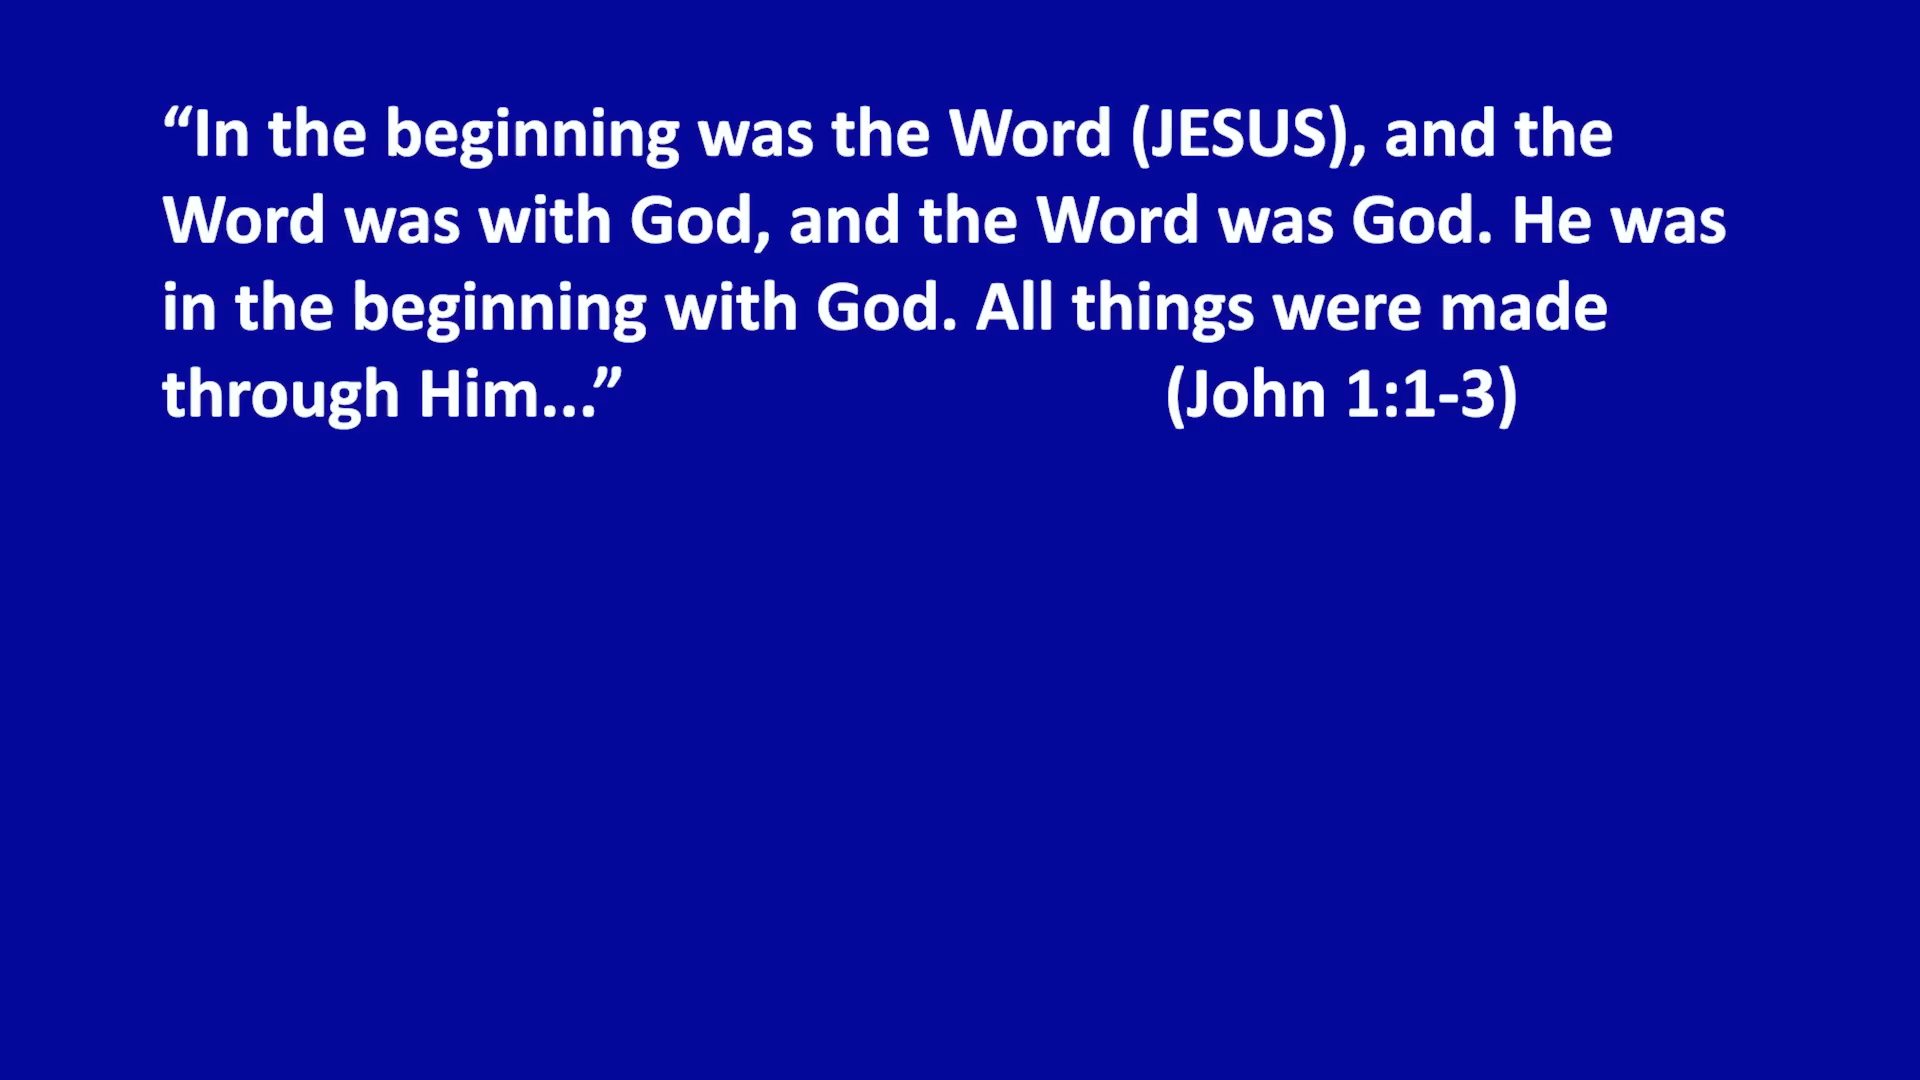 “In the beginning was the Word (JESUS), and the
Word was with God, and the Word was God. He was
in the beginning with God. All things were made
through Him...” (John 1:1-3)